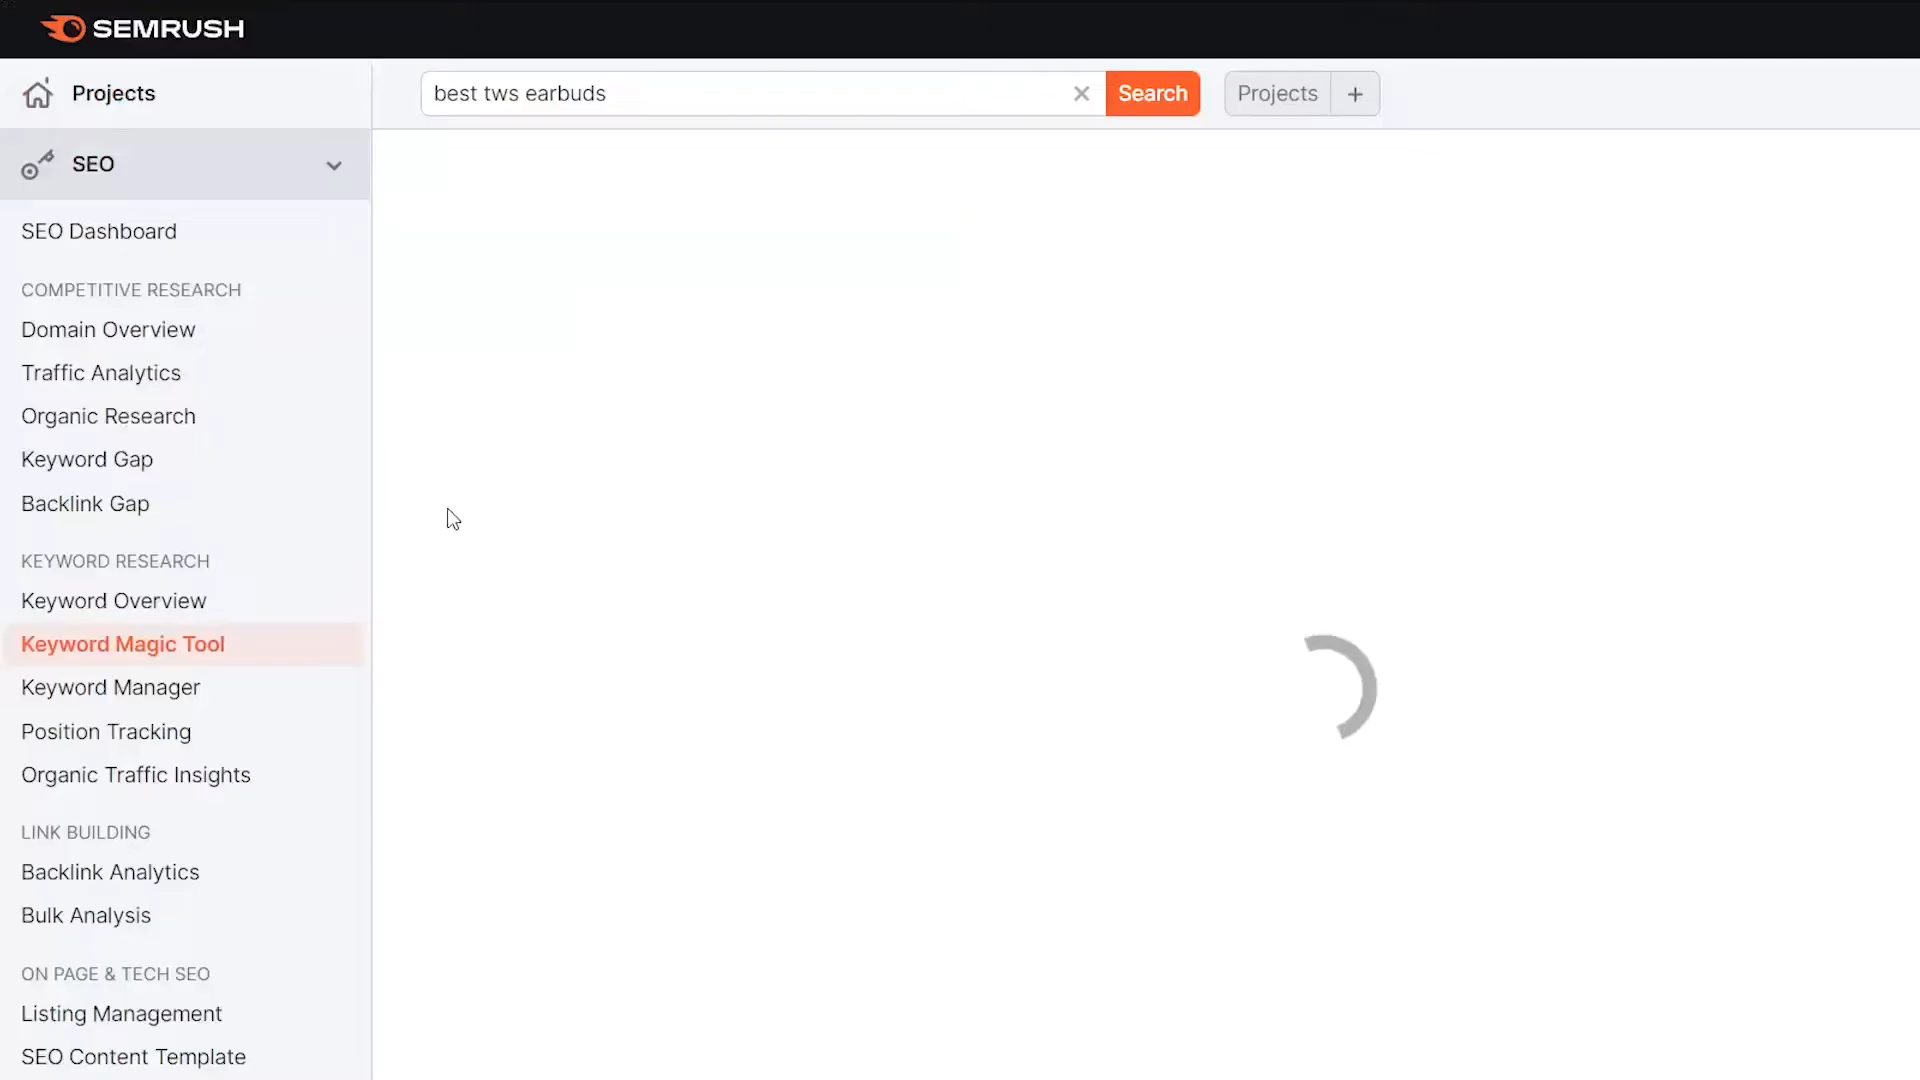 SEMRUSH
Projects
best tws earbuds
Search
Projects
+
SEO
SEO Dashboard
COMPETITIVE RESEARCH
Domain Overview
Traffic Analytics
Organic Research
Keyword Gap
Backlink Gap
KEYWORD RESEARCH
Keyword Overview
Keyword Magic Tool
Keyword Manager
Position Tracking
Organic Traffic Insights
LINK BUILDING
Backlink Analytics
Bulk Analysis
ON PAGE & TECH SEO
Listing Management
SEO Content Template